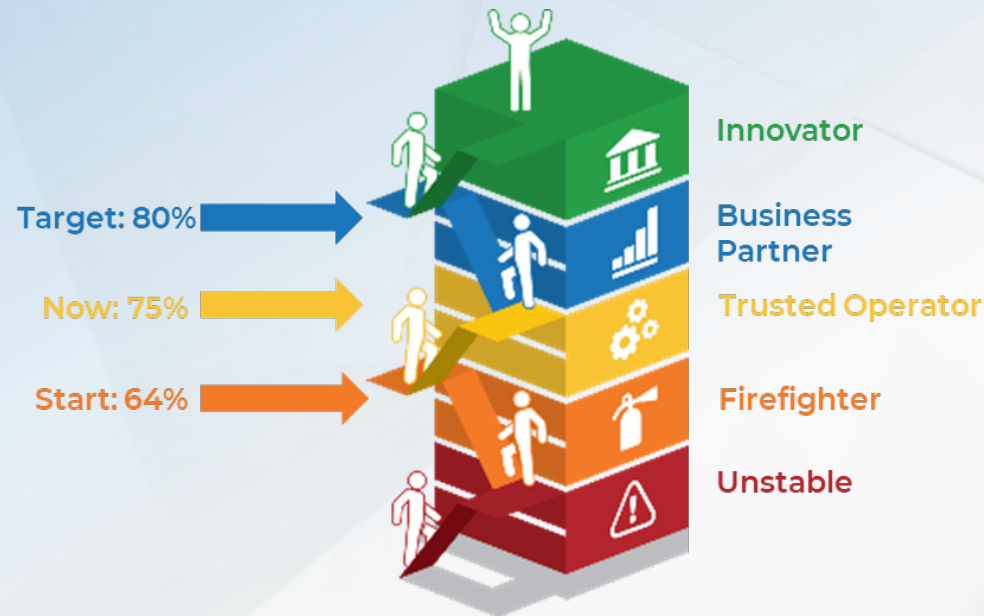 Innovator
Target: 80%
Business
Partner
Now: 75%
Trusted Operator
Start: 64%
Firefighter
Unstable